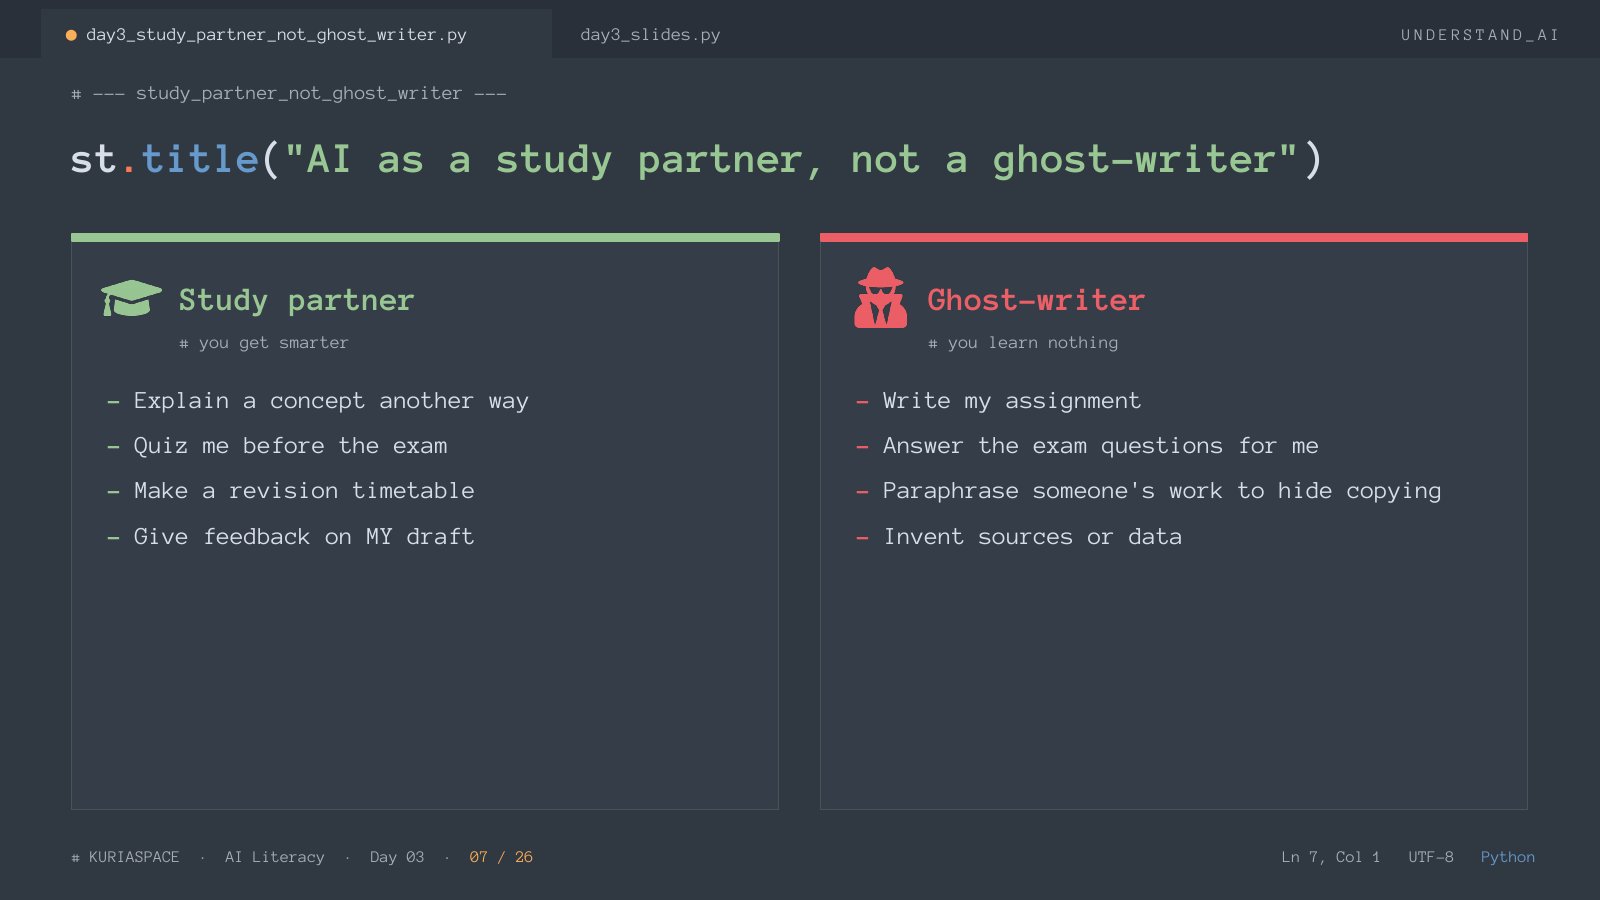 day3_study_partner_not_ghost_writer.py
day3_slides.py
UNDERSTAND_AI
# --- study_partner_not_ghost_writer ---
st.title("AI as a study partner, not a ghost-writer")
Study partner
# you get smarter
- Explain a concept another way
- Quiz me before the exam
- Make a revision timetable
- Give feedback on MY draft
Ghost-writer
# you learn nothing
- Write my assignment
- Answer the exam questions for me
- Paraphrase someone's work to hide copying
- Invent sources or data
# KURIASPACE · AI Literacy · Day 03 · 07 / 26
Ln 7, Col 1 UTF-8 Python